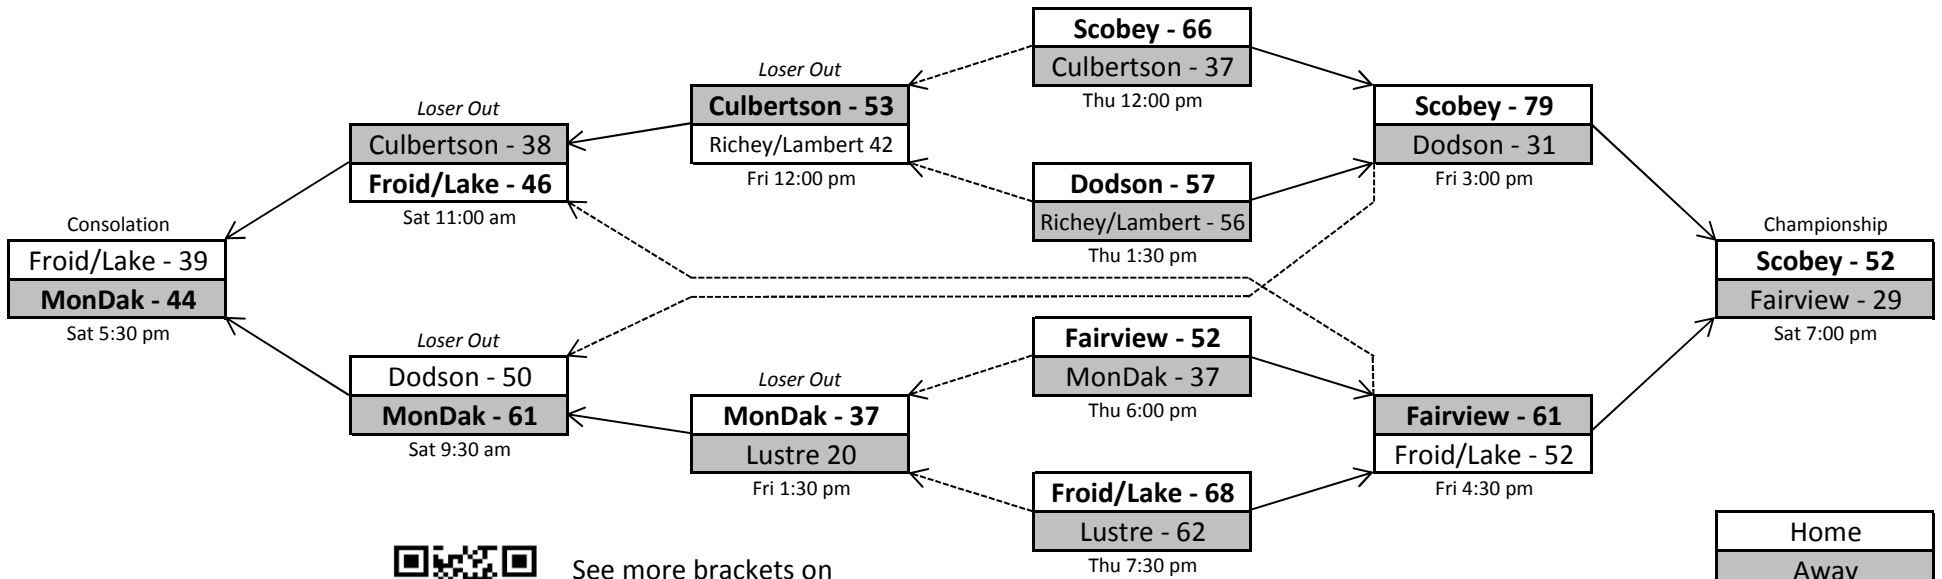 Scobey - 66
Culbertson - 37
Thu 12:00 pm
Loser Out
Culbertson - 53
Richey/Lambert 42
Fri 12:00 pm
Scobey - 79
Dodson - 31
Fri 3:00 pm
Loser Out
Culbertson - 38
Froid/Lake - 46
Sat 11:00 am
Dodson - 57
Richey/Lambert - 56
Thu 1:30 pm
Consolation
Froid/Lake - 39
MonDak - 44
Sat 5:30 pm
Championship
Scobey - 52
Fairview - 29
Sat 7:00 pm
Loser Out
Dodson - 50
MonDak - 61
Sat 9:30 am
Fairview - 52
MonDak - 37
Thu 6:00 pm
Loser Out
MonDak - 37
Lustre 20
Fri 1:30 pm
Fairview - 61
Froid/Lake - 52
Fri 4:30 pm
Froid/Lake - 68
Lustre - 62
Thu 7:30 pm
See more brackets on
Home
Away